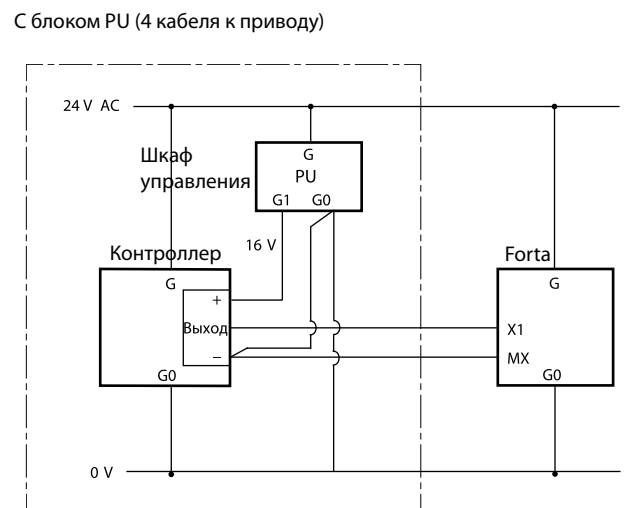 С блоком PU (4 кабеля к приводу)
24 V AC
Шкаф
управления
G
PU
G1 G0
16 V
Контроллер
G
+
Выход
–
G0
Forta
G
X1
MX
G0
0 V